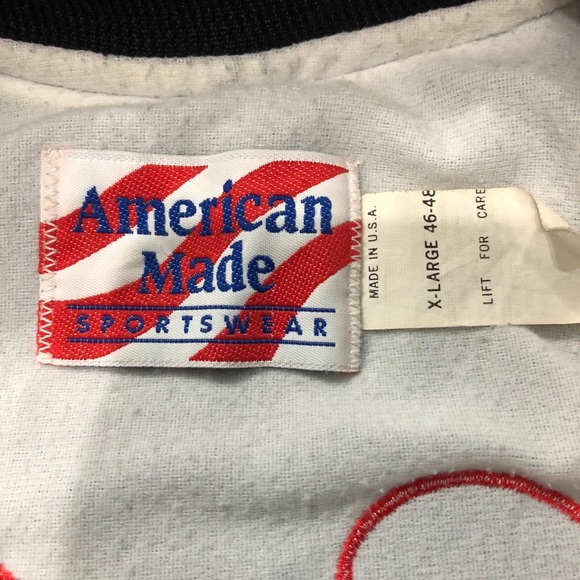 American
Made
SPORTSWEAR
MADE IN U.S.A.
X-LARGE 46-48
LIFT FOR CARE